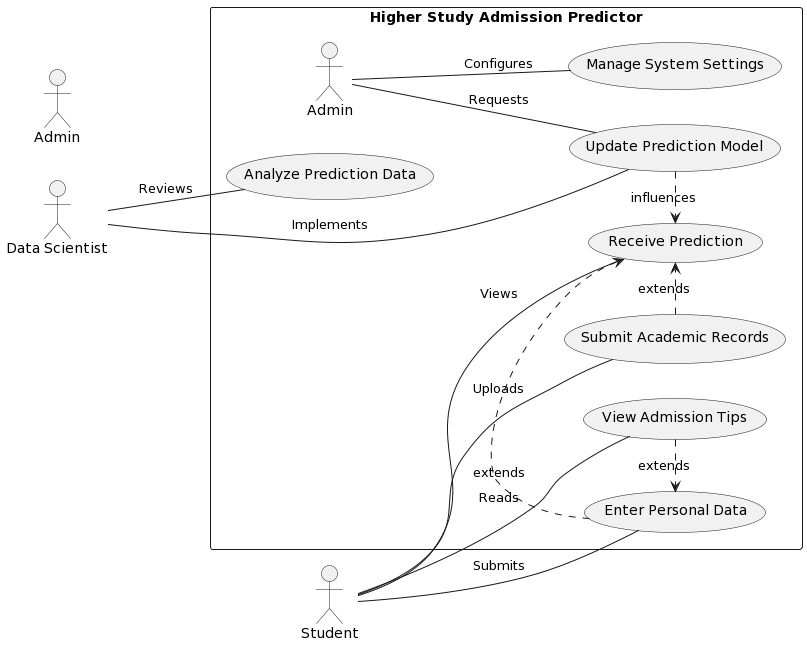 Higher Study Admission Predictor
Configures
Manage System Settings
Admin
Requests
Admin
Update Prediction Model
Analyze Prediction Data
Reviews
influences
Implements
Data Scientist
Receive Prediction
extends
Views
Submit Academic Records
Uploads
View Admission Tips
extends
extends
Reads
Enter Personal Data
Submits
Student